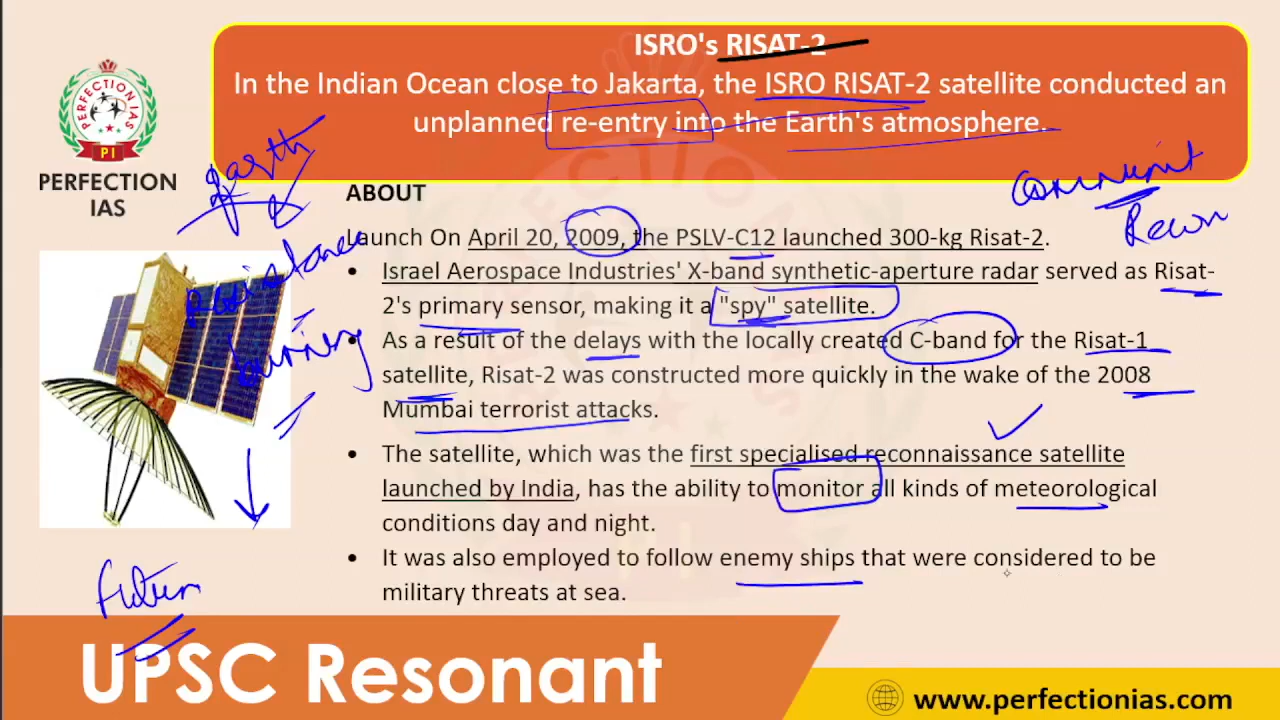 ISRO's RISAT-2
In the Indian Ocean close to Jakarta, the ISRO RISAT-2 satellite conducted an
unplanned re-entry into the Earth's atmosphere.
PERFECTION IAS
PI
PERFECTION
IAS
ABOUT
Launch On April 20, 2009, the PSLV-C12 launched 300-kg Risat-2.
• Israel Aerospace Industries' X-band synthetic-aperture radar served as Risat-
2's primary sensor, making it a "spy" satellite.
• As a result of the delays with the locally created C-band for the Risat-1
satellite, Risat-2 was constructed more quickly in the wake of the 2008
Mumbai terrorist attacks.
• The satellite, which was the first specialised reconnaissance satellite
launched by India, has the ability to monitor all kinds of meteorological
conditions day and night.
• It was also employed to follow enemy ships that were considered to be
military threats at sea.
resistance
burning
UPSC Resonant
www.perfectionias.com